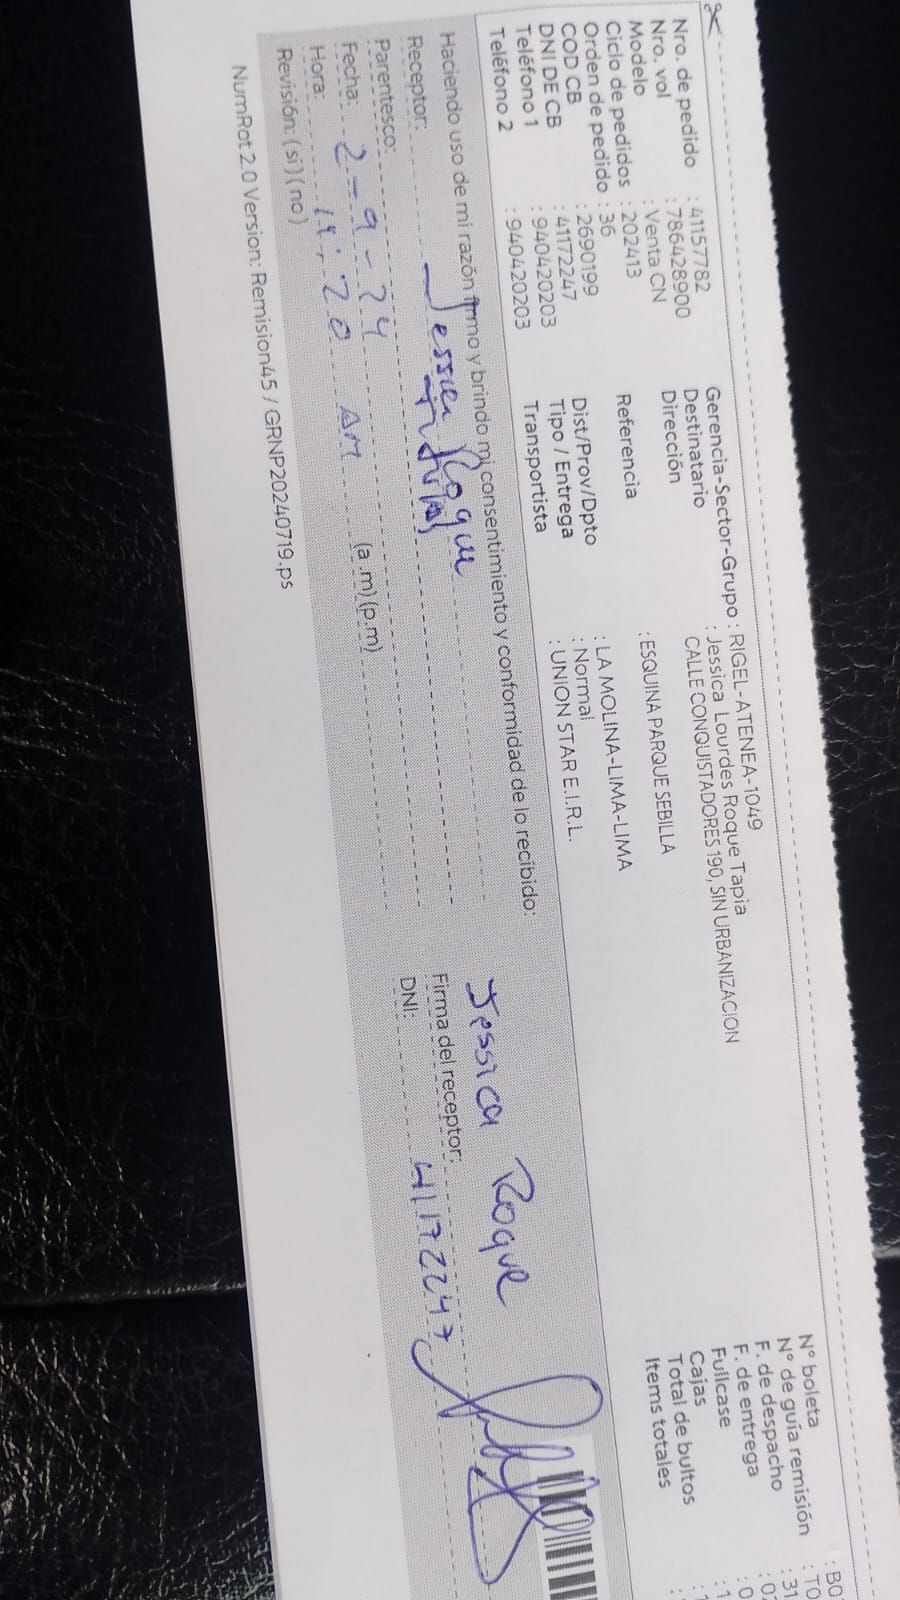 Nro. de pedido : 41157782
Nro. vol : 786428900
Modelo : Venta CN
Ciclo de pedidos : 202413
Orden de pedido : 36
COD CB : 2690199
DNI DE CB : 41172247
Teléfono 1 : 940420203
Teléfono 2 : 940420203
Gerencia-Sector-Grupo : RIGEL-ATENEA-1049
Destinatario : Jessica Lourdes Roque Tapia
Dirección CALLE CONQUISTADORES 190, SIN URBANIZACION
Referencia : ESQUINA PARQUE SEBILLA
Dist/Prov/Dpto : LA MOLINA-LIMA-LIMA
Tipo / Entrega : Normal
Transportista : UNION STAR E.I.R.L.
N° boleta : B0
N° de guía remisión : T0
F. de despacho : 31
F. de entrega : 0
Fullcase : 0
Cajas : 1
Total de bultos
Items totales
Haciendo uso de mi razón firmo y brindo mi consentimiento y conformidad de lo recibido:
Receptor: Jessica Roque
Parentesco:
Fecha: 2-9-24
Hora: 11:20 AM (a.m)(p.m)
Revisión: (si)(no)
Jessica Roque
Firma del receptor:
DNI: 41172247
NumRot 2.0 Version: Remision45 / GRNP20240719.ps